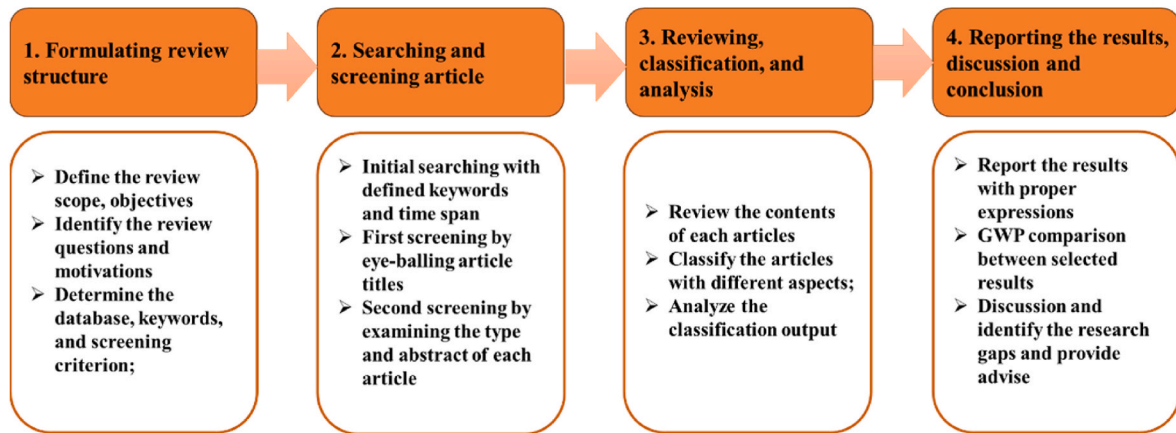 1. Formulating review
structure
2. Searching and
screening article
3. Reviewing,
classification, and
analysis
4. Reporting the results,
discussion and
conclusion
➢ Define the review
scope, objectives
➢ Identify the review
questions and
motivations
➢ Determine the
database, keywords,
and screening
criterion;
➢ Initial searching with
defined keywords
and time span
➢ First screening by
eye-balling article
titles
➢ Second screening by
examining the type
and abstract of each
article
➢ Review the contents
of each articles
➢ Classify the articles
with different aspects;
➢ Analyze the
classification output
➢ Report the results
with proper
expressions
➢ GWP comparison
between selected
results
➢ Discussion and
identify the research
gaps and provide
advise